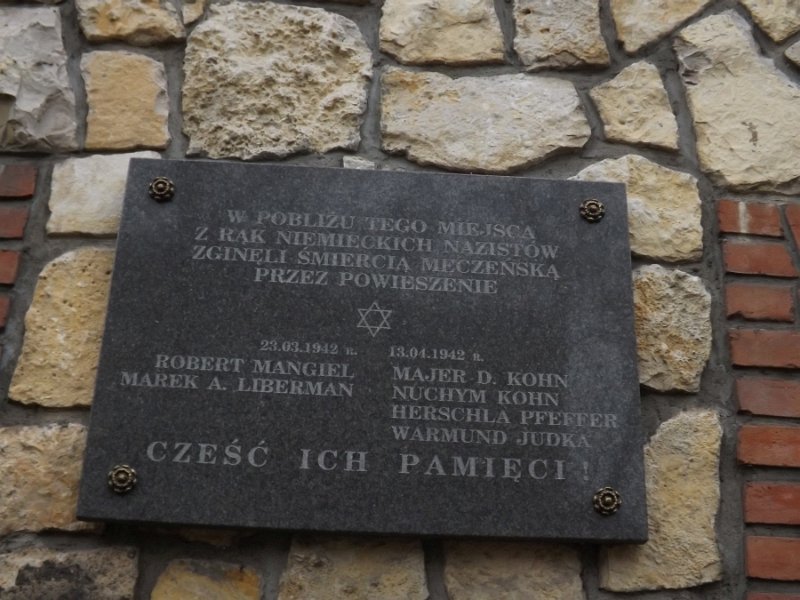 W POBLIŻU TEGO MIEJSCA
Z RĄK NIEMIECKICH NAZISTÓW
ZGINĘLI ŚMIERCIĄ MĘCZEŃSKĄ
PRZEZ POWIESZENIE
23.03.1942 R.
ROBERT MANGIEL
MAREK A. LIBERMAN
13.04.1942 R.
MAJER D. KOHN
NUCHYM KOHN
HERSCHLA PFEFFER
WARMUND JUDKA
CZEŚĆ ICH PAMIĘCI !